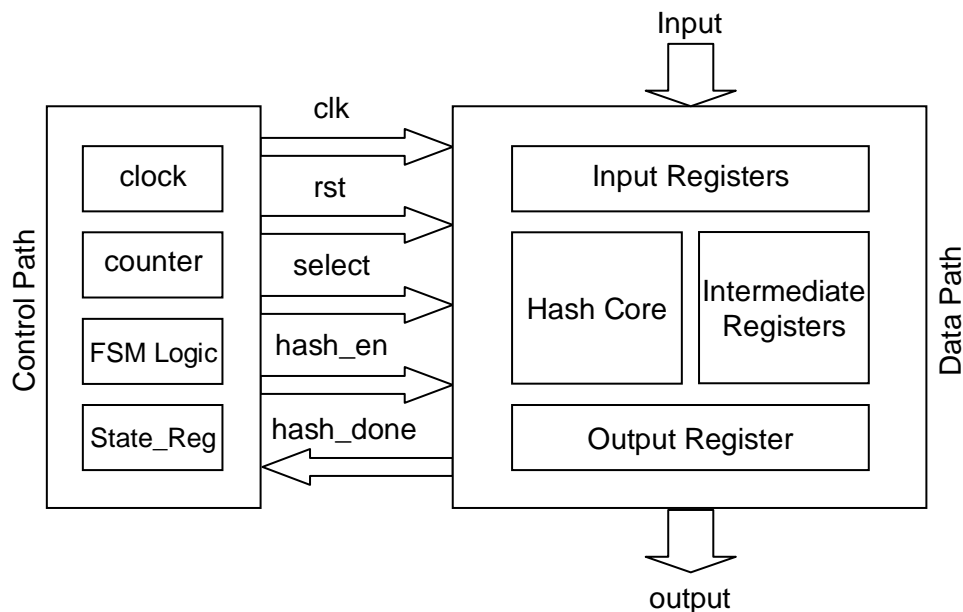 Input
Control Path
clock
counter
FSM Logic
State_Reg
clk
rst
select
hash_en
hash_done
Input Registers
Hash Core
Intermediate
Registers
Output Register
Data Path
output